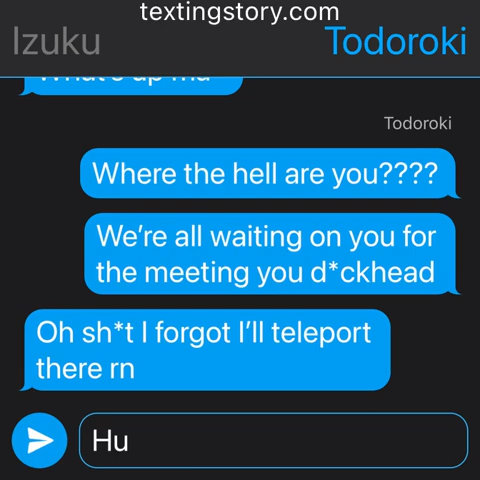 textingstory.com
Izuku
Todoroki
Todoroki
Where the hell are you????
We're all waiting on you for
the meeting you d*ckhead
Oh sh*t I forgot I'll teleport
there rn
Hu